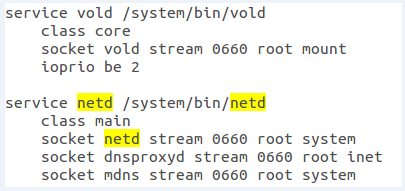 service vold /system/bin/vold
class core
socket vold stream 0660 root mount
ioprio be 2
service netd /system/bin/netd
class main
socket netd stream 0660 root system
socket dnsproxyd stream 0660 root inet
socket mdns stream 0660 root system